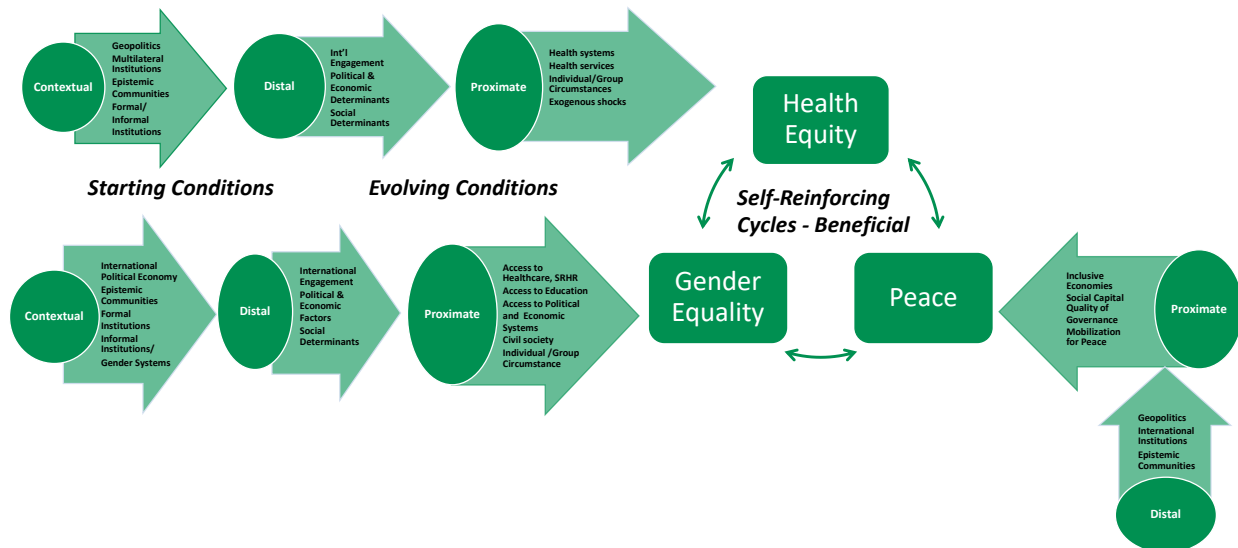 Contextual
Geopolitics
Multilateral
Institutions
Epistemic
Communities
Formal/
Informal
Institutions
Distal
Int'l
Engagement
Political &
Economic
Determinants
Social
Determinants
Proximate
Health systems
Health services
Individual/Group
Circumstances
Exogenous shocks
Health
Equity
Starting Conditions
Evolving Conditions
Self-Reinforcing
Cycles - Beneficial
Contextual
International
Political Economy
Epistemic
Communities
Formal
Institutions
Informal
Institutions/
Gender Systems
Distal
International
Engagement
Political &
Economic
Factors
Social
Determinants
Proximate
Access to
Healthcare, SRHR
Access to Education
Access to Political
and Economic
Systems
Civil society
Individual /Group
Circumstance
Gender
Equality
Peace
Inclusive
Economies
Social Capital
Quality of
Governance
Mobilization
for Peace
Proximate
Geopolitics
International
Institutions
Epistemic
Communities
Distal